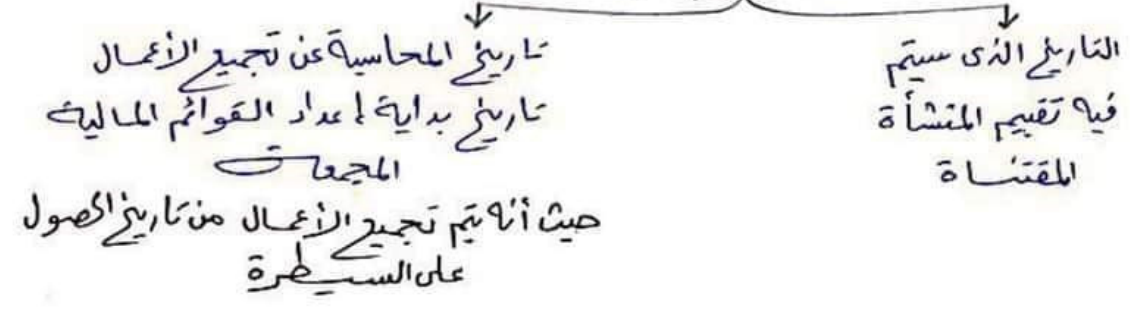 التاريخ الذى سيتم
فيه تقييم المنشأة
المقتناة
تاريخ المحاسبة عن تجميع الأعمال
تاريخ بداية إعداد القوائم المالية
المجمعة
حيث أنه يتم تجميع الأعمال من تاريخ الحصول
على السيطرة